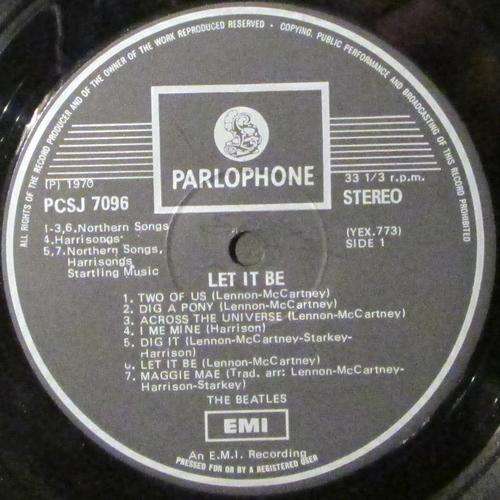 ALL RIGHTS OF THE RECORD PRODUCER AND OF THE OWNER OF THE WORK REPRODUCED RESERVED · COPYING, PUBLIC PERFORMANCE AND BROADCASTING OF THIS RECORD PROHIBITED
PARLOPHONE
(P) 1970
33 1/3 r.p.m.
PCSJ 7096
STEREO
1-3,6.Northern Songs
4.Harrisongs·
5,7.Northern Songs,
Harrisongs
Startling Music
(YEX.773)
SIDE 1
LET IT BE
1. TWO OF US (Lennon-McCartney)
2. DIG A PONY (Lennon-McCartney)
3. ACROSS THE UNIVERSE (Lennon-McCartney)
4. I ME MINE (Harrison)
5. DIG IT (Lennon-McCartney-Starkey-
Harrison)
6. LET IT BE (Lennon-McCartney)
7. MAGGIE MAE (Trad. arr: Lennon-McCartney-
Harrison-Starkey)
THE BEATLES
EMI
An E.M.I. Recording
PRESSED FOR OR BY A REGISTERED USER